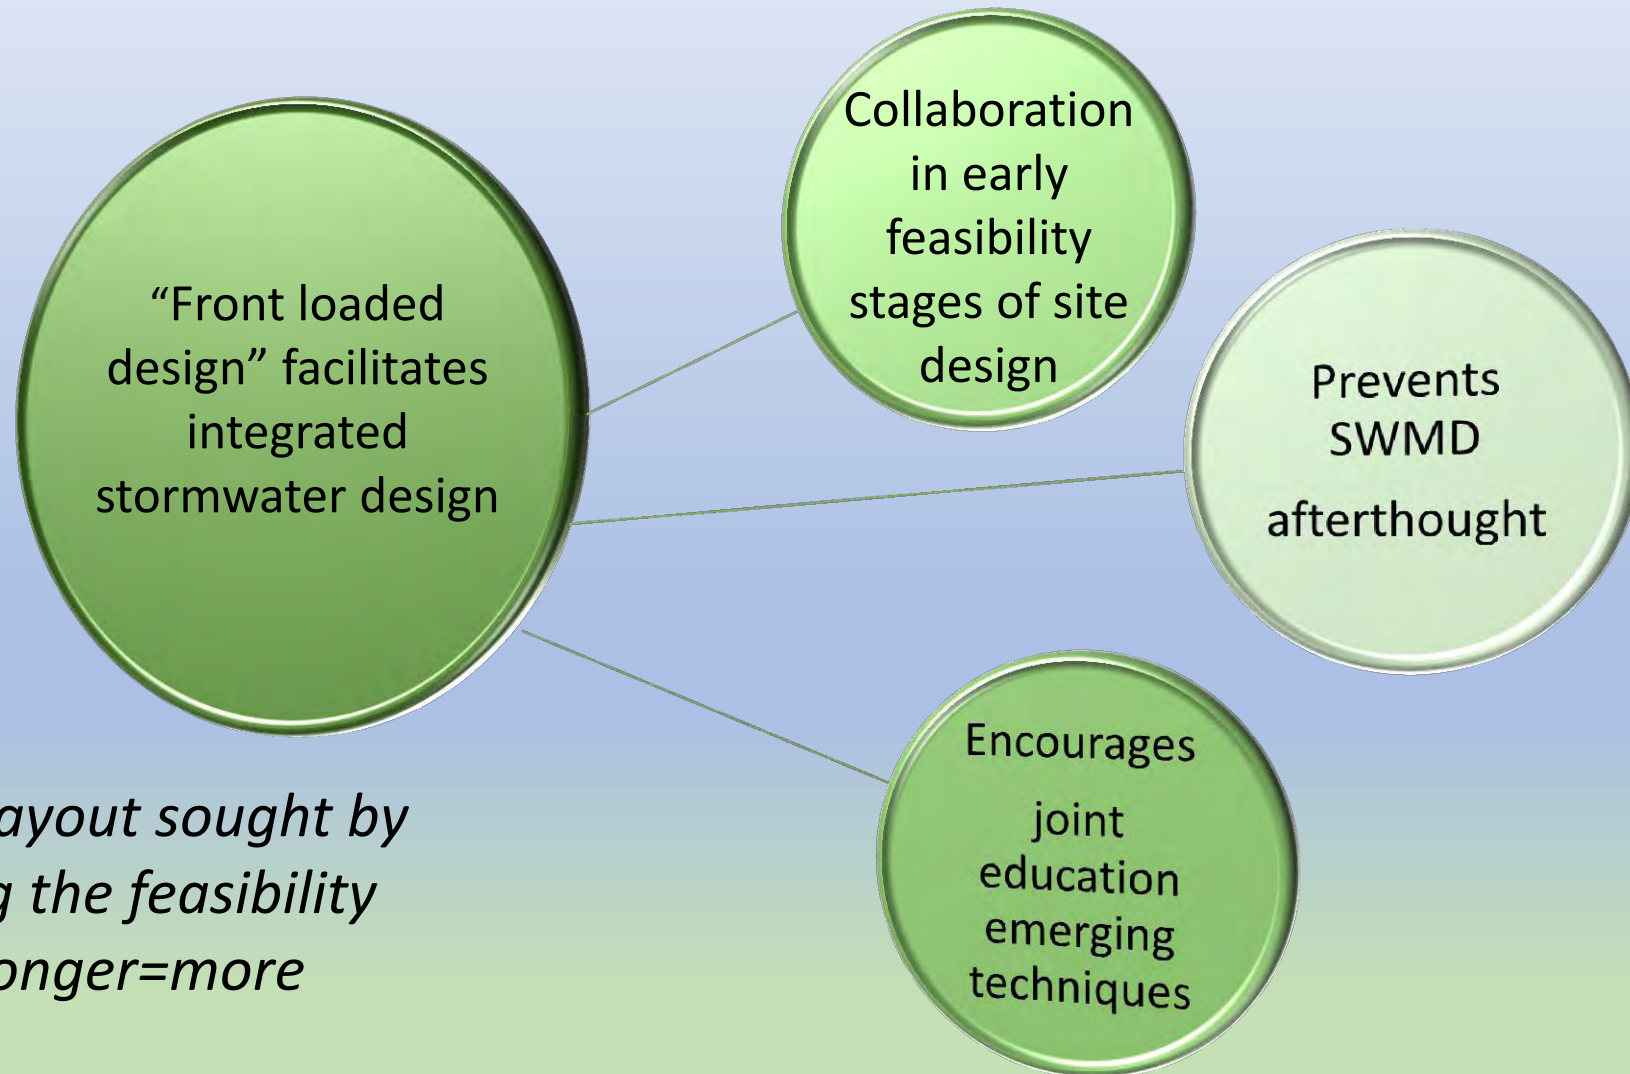 “Front loaded
design” facilitates
integrated
stormwater design
Collaboration
in early
feasibility
stages of site
design
Prevents
SWMD
afterthought
Encourages
joint
education
emerging
techniques
ayout sought by
g the feasibility
onger=more